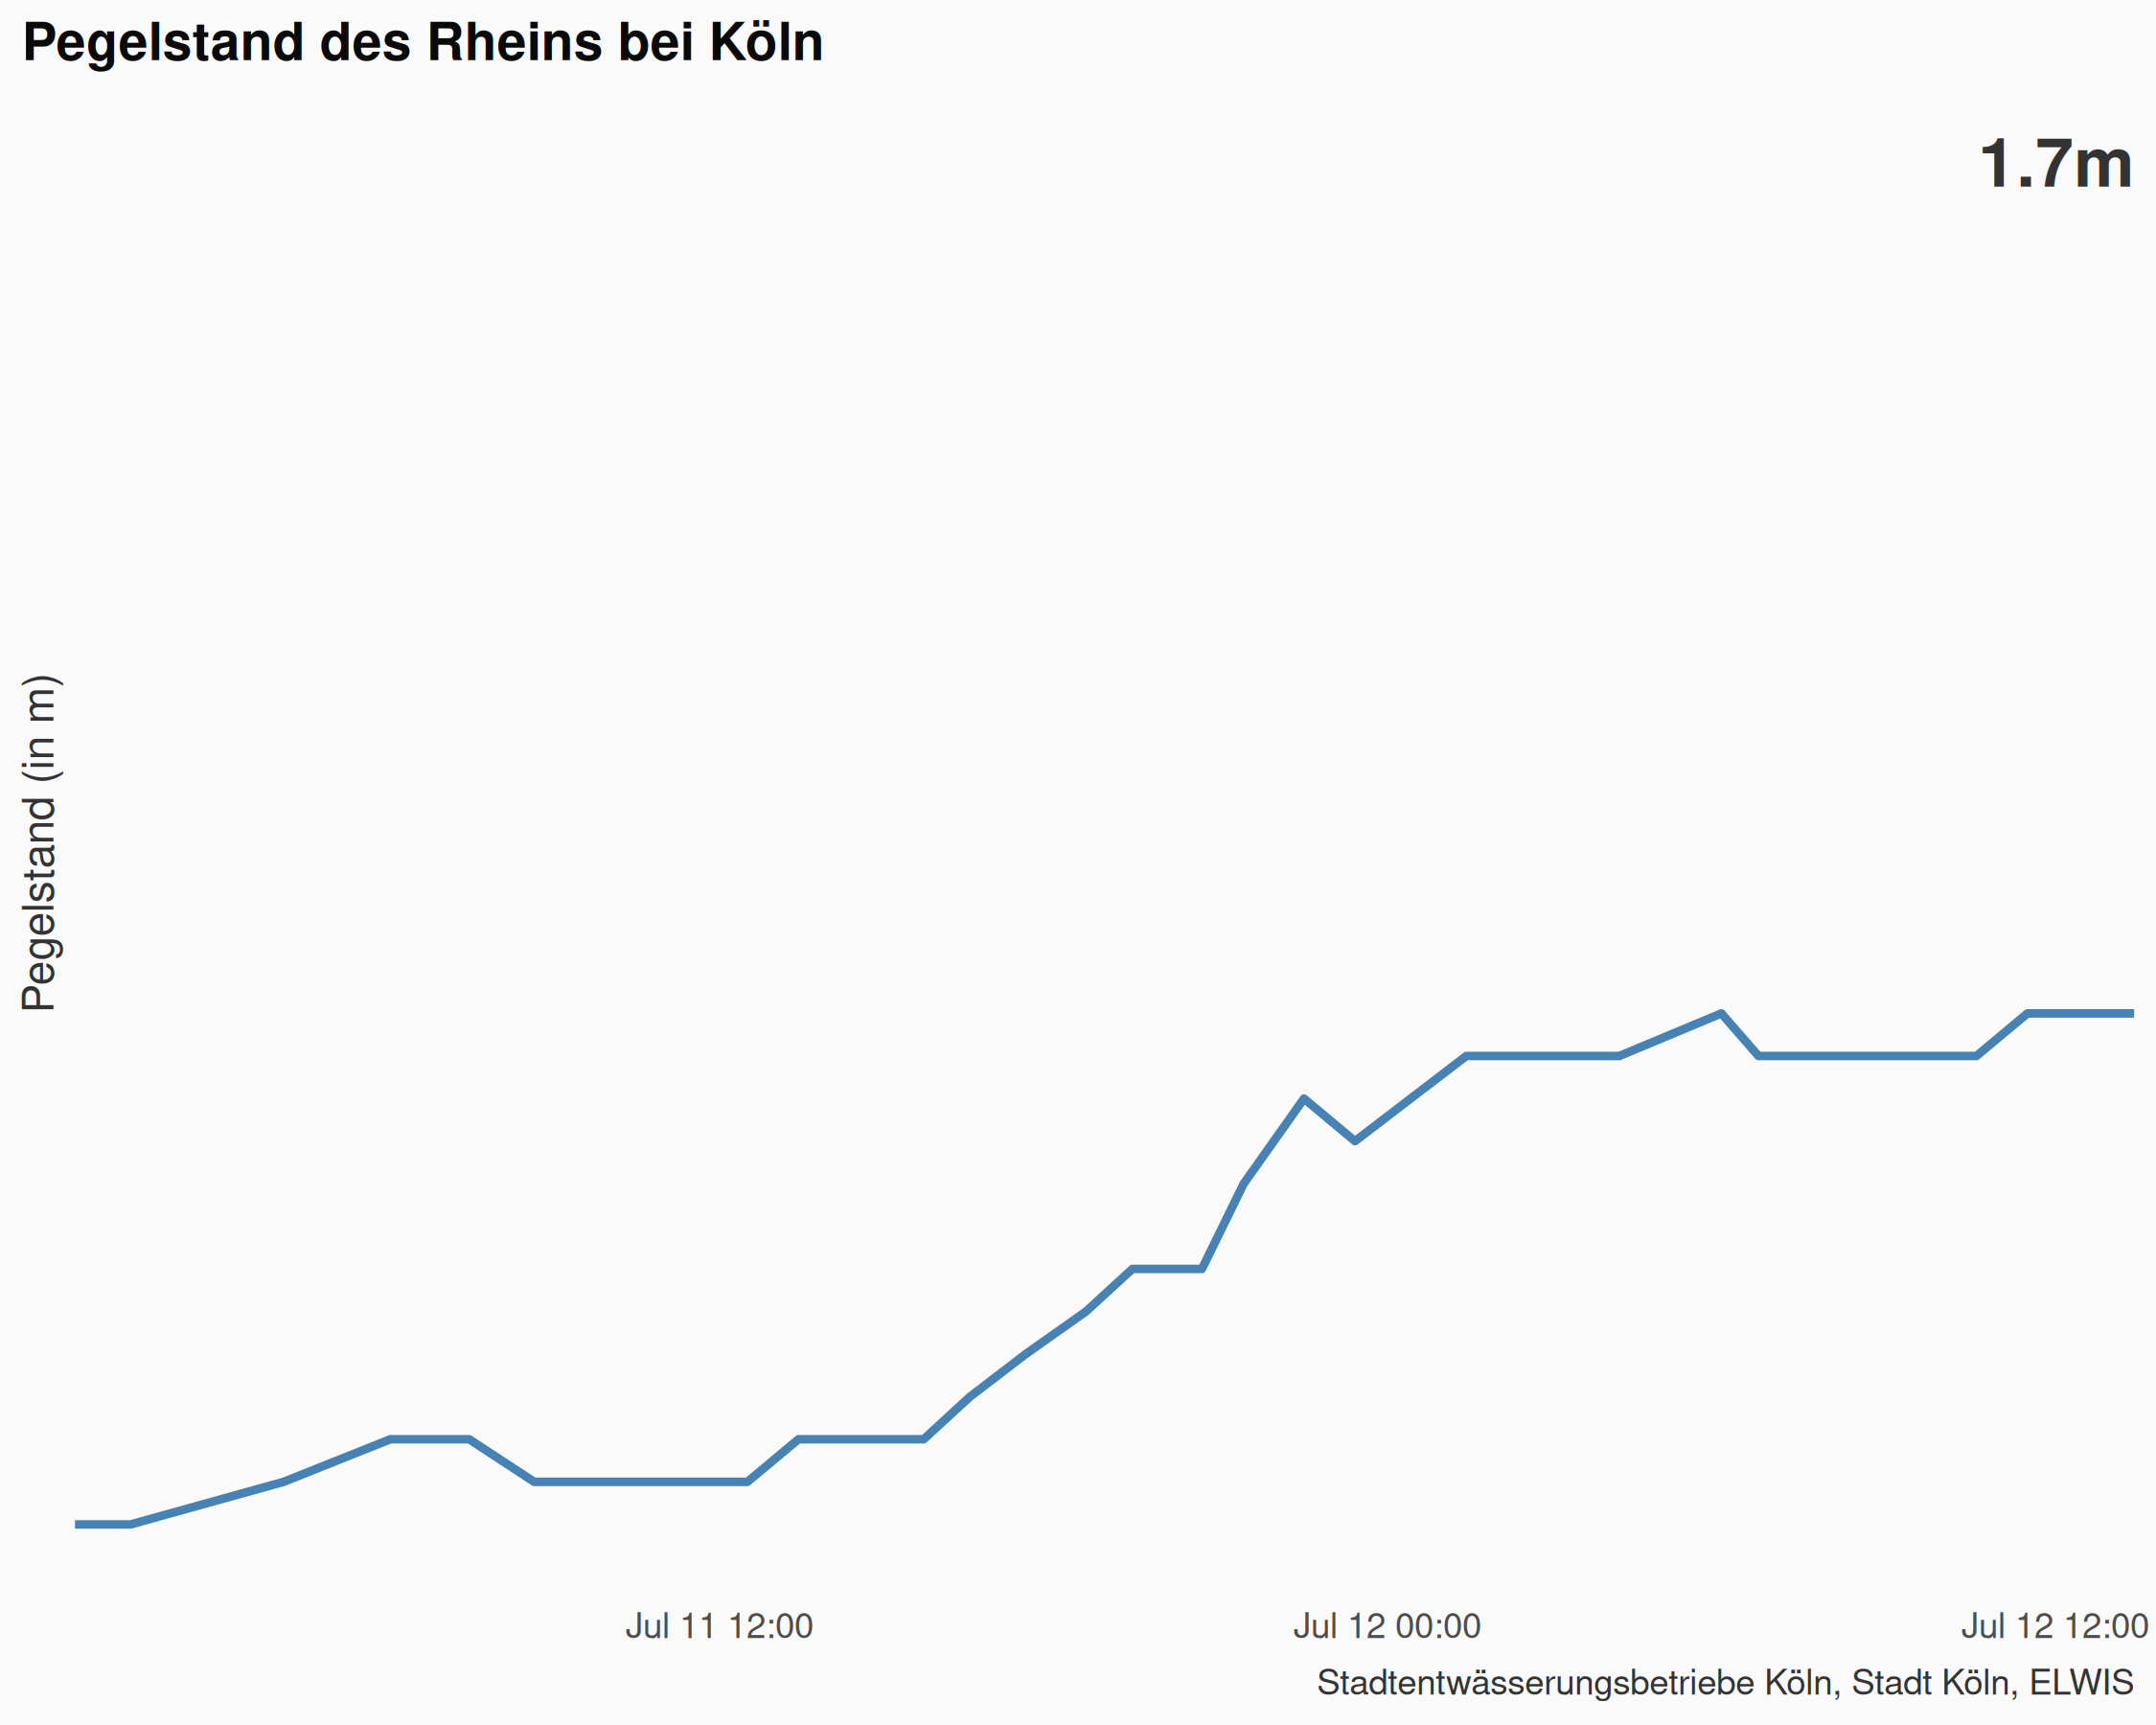 Pegelstand des Rheins bei Köln
1.7m
Pegelstand (in m)
Jul 11 12:00
Jul 12 00:00
Jul 12 12:00
Stadtentwässerungsbetriebe Köln, Stadt Köln, ELWIS